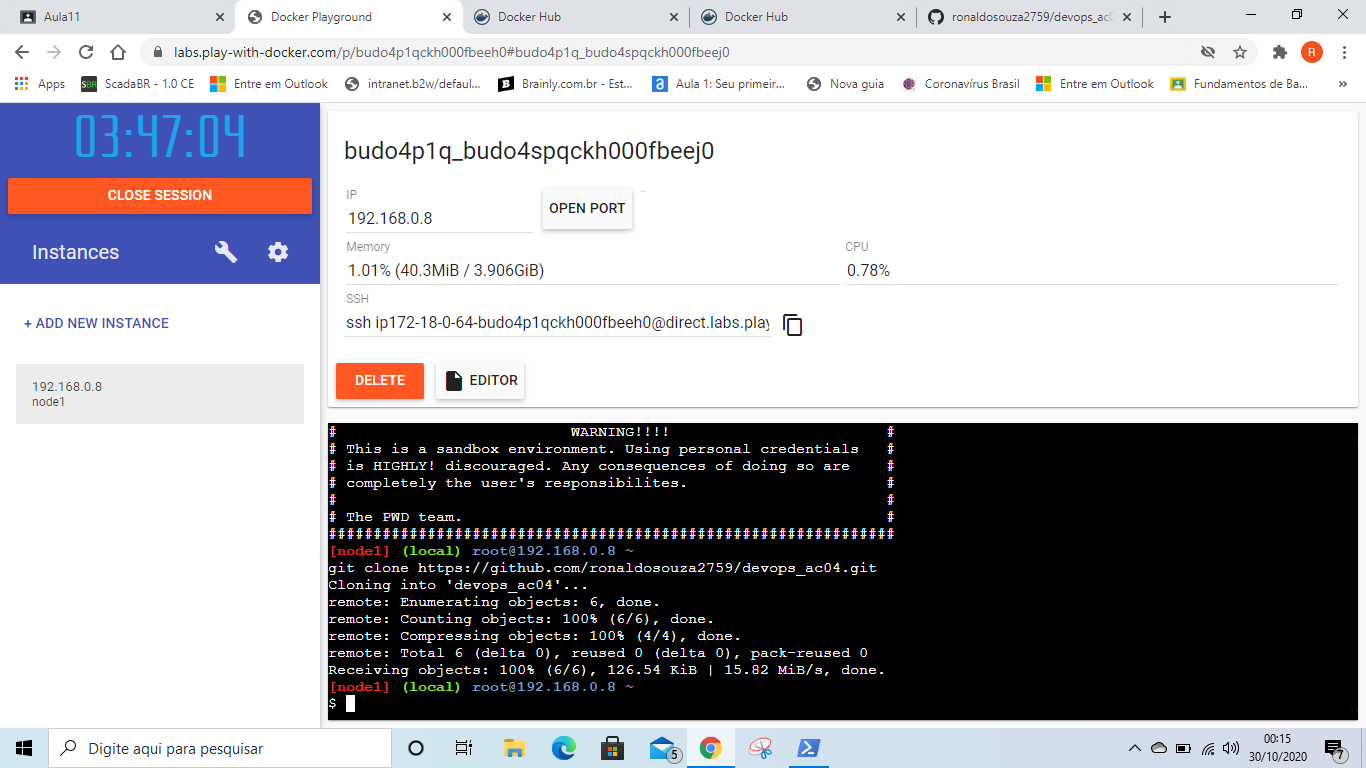 Aula11
Docker Playground
Docker Hub
Docker Hub
ronaldosouza2759/devops_ac0
labs.play-with-docker.com/p/budo4p1qckh000fbeeh0#budo4p1q_budo4spqckh000fbeej0
R
Apps
SBR ScadaBR - 1.0 CE
Entre em Outlook
intranet.b2w/defaul...
B Brainly.com.br - Est...
a Aula 1: Seu primeir...
Nova guia
Coronavírus Brasil
Entre em Outlook
Fundamentos de Ba...
»
03:47:04
CLOSE SESSION
Instances
+ ADD NEW INSTANCE
192.168.0.8
node1
budo4p1q_budo4spqckh000fbeej0
IP
192.168.0.8
OPEN PORT
Memory
1.01% (40.3MiB / 3.906GiB)
CPU
0.78%
SSH
ssh ip172-18-0-64-budo4p1qckh000fbeeh0@direct.labs.play
DELETE
EDITOR
# WARNING!!!! #
# This is a sandbox environment. Using personal credentials #
# is HIGHLY! discouraged. Any consequences of doing so are #
# completely the user's responsibilites. #
# #
# The PWD team. #
###############################################################
[node1] (local) root@192.168.0.8 ~
git clone https://github.com/ronaldosouza2759/devops_ac04.git
Cloning into 'devops_ac04'...
remote: Enumerating objects: 6, done.
remote: Counting objects: 100% (6/6), done.
remote: Compressing objects: 100% (4/4), done.
remote: Total 6 (delta 0), reused 0 (delta 0), pack-reused 0
Receiving objects: 100% (6/6), 126.54 KiB | 15.82 MiB/s, done.
[node1] (local) root@192.168.0.8 ~
$
Digite aqui para pesquisar
5
00:15
30/10/2020
7